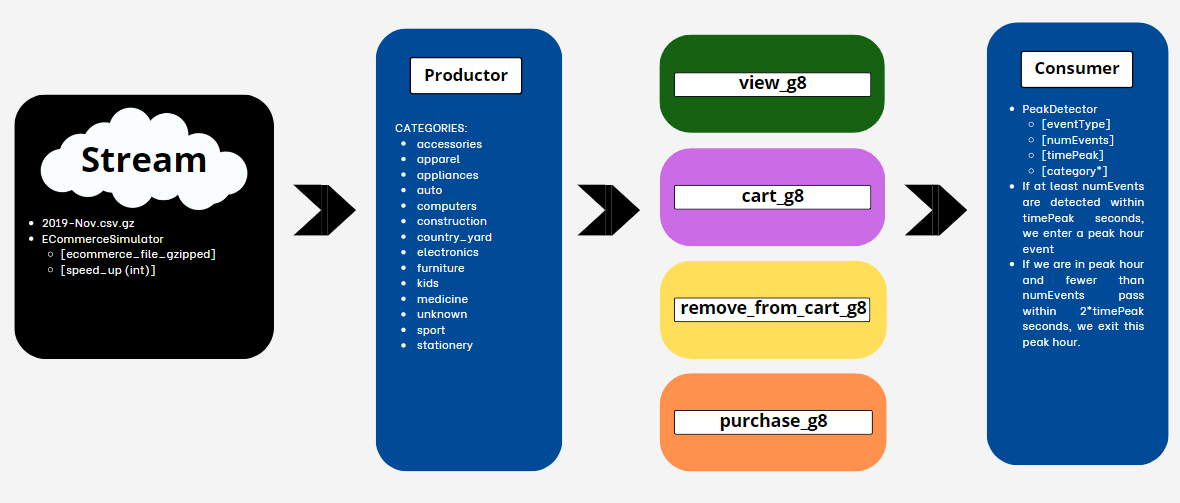 Stream
• 2019-Nov.csv.gz
• ECommerceSimulator
○ [ecommerce_file_gzipped]
○ [speed_up (int)]
Productor
CATEGORIES:
• accessories
• apparel
• appliances
• auto
• computers
• construction
• country_yard
• electronics
• furniture
• kids
• medicine
• unknown
• sport
• stationery
view_g8
cart_g8
remove_from_cart_g8
purchase_g8
Consumer
• PeakDetector
○ [eventType]
○ [numEvents]
○ [timePeak]
○ [category*]
• If at least numEvents
are detected within
timePeak seconds,
we enter a peak hour
event
• If we are in peak hour
and fewer than
numEvents pass
within 2*timePeak
seconds, we exit this
peak hour.